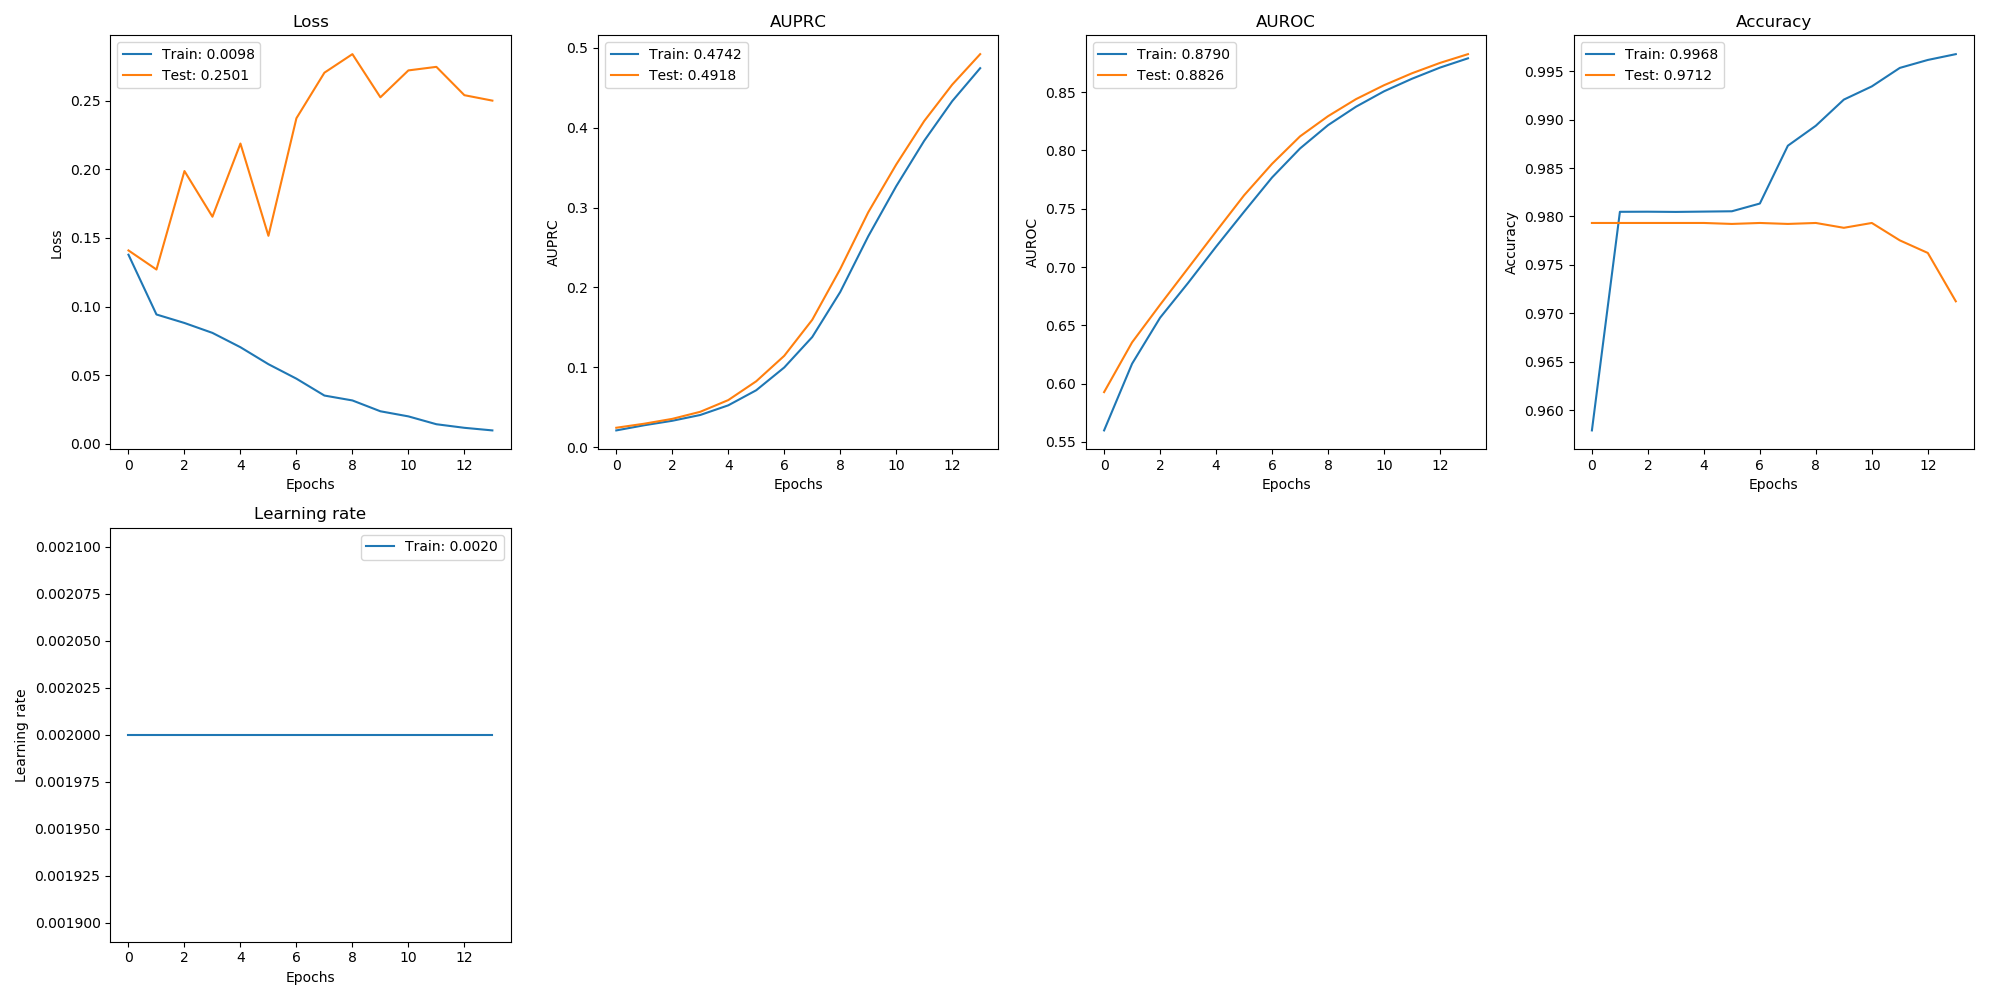 Loss
Train: 0.0098
Test: 0.2501
0.25
0.20
0.15
0.10
0.05
0.00
Loss
0 2 4 6 8 10 12
Epochs
AUPRC
Train: 0.4742
Test: 0.4918
0.5
0.4
0.3
0.2
0.1
0.0
AUPRC
0 2 4 6 8 10 12
Epochs
AUROC
Train: 0.8790
Test: 0.8826
0.85
0.80
0.75
0.70
0.65
0.60
0.55
AUROC
0 2 4 6 8 10 12
Epochs
Accuracy
Train: 0.9968
Test: 0.9712
0.995
0.990
0.985
0.980
0.975
0.970
0.965
0.960
Accuracy
0 2 4 6 8 10 12
Epochs
Learning rate
Train: 0.0020
0.002100
0.002075
0.002050
0.002025
0.002000
0.001975
0.001950
0.001925
0.001900
Learning rate
0 2 4 6 8 10 12
Epochs